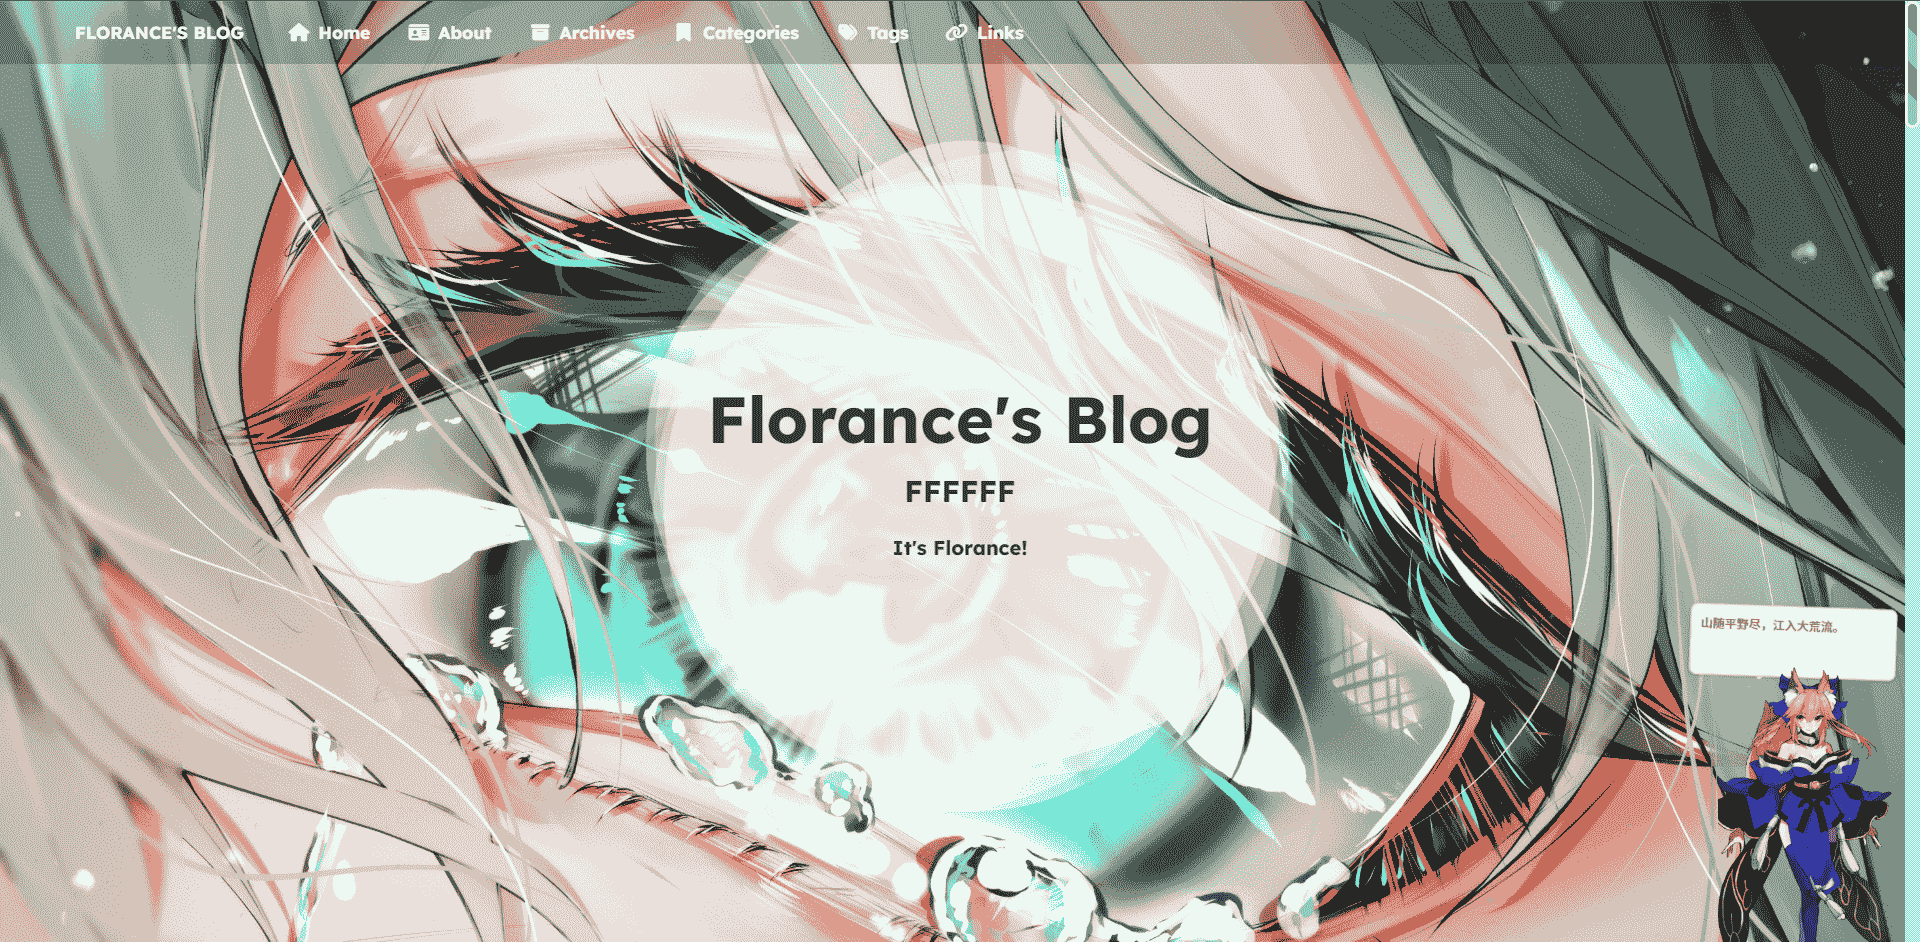 FLORANCE'S BLOG Home About Archives Categories Tags Links
Florance's Blog
FFFFFF
It's Florance!
山随平野尽，江入大荒流。